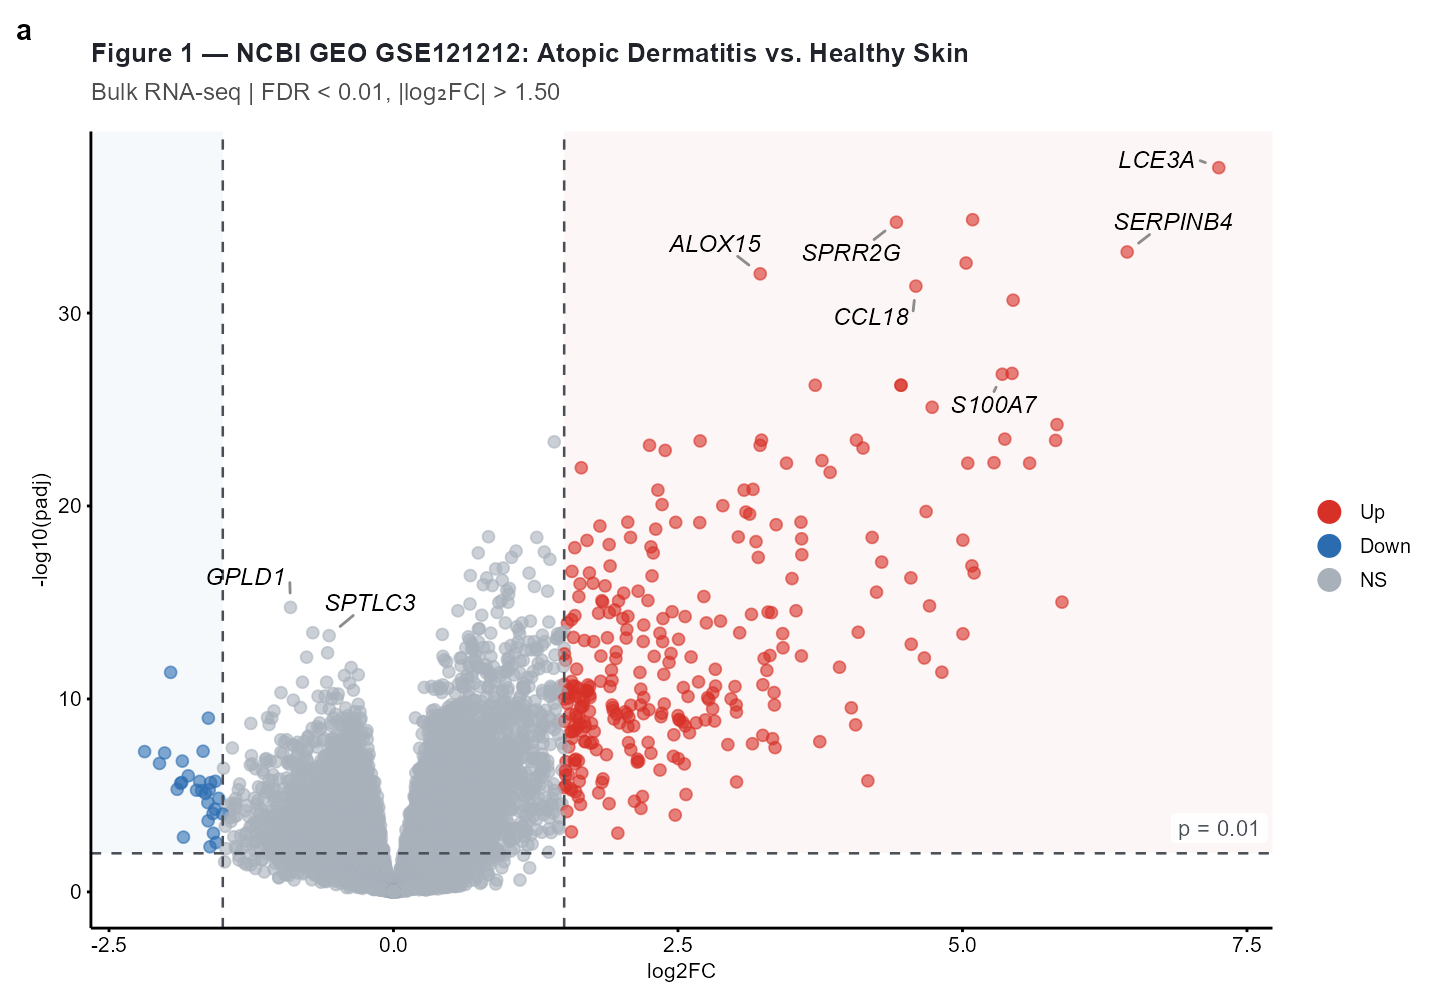 a
Figure 1 — NCBI GEO GSE121212: Atopic Dermatitis vs. Healthy Skin
Bulk RNA-seq | FDR < 0.01, |log₂FC| > 1.50
LCE3A
SERPINB4
ALOX15
SPRR2G
CCL18
S100A7
GPLD1
SPTLC3
p = 0.01
-log10(padj)
30
20
10
0
-2.5
0.0
2.5
5.0
7.5
log2FC
Up
Down
NS